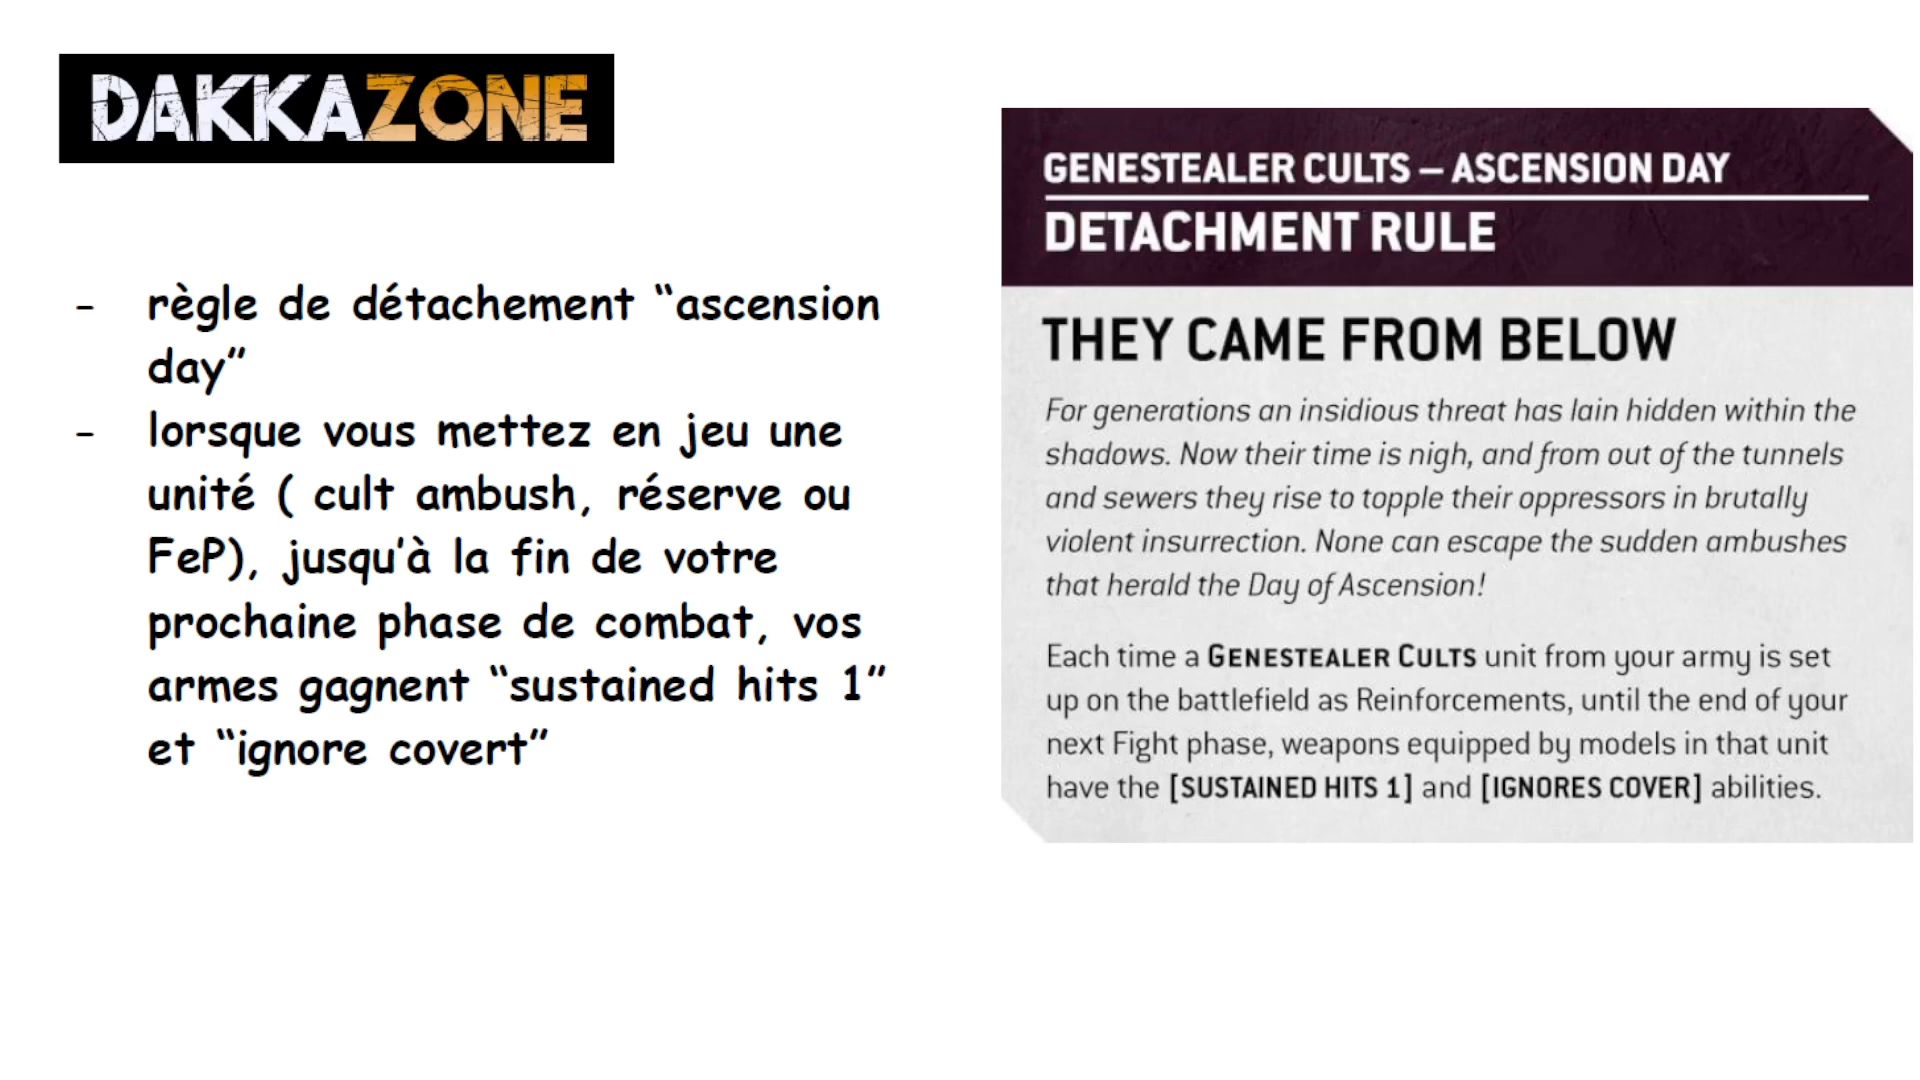 DAKKAZONE
- règle de détachement “ascension
day”
- lorsque vous mettez en jeu une
unité ( cult ambush, réserve ou
FeP), jusqu’à la fin de votre
prochaine phase de combat, vos
armes gagnent “sustained hits 1”
et “ignore covert”
GENESTEALER CULTS – ASCENSION DAY
DETACHMENT RULE
THEY CAME FROM BELOW
For generations an insidious threat has lain hidden within the
shadows. Now their time is nigh, and from out of the tunnels
and sewers they rise to topple their oppressors in brutally
violent insurrection. None can escape the sudden ambushes
that herald the Day of Ascension!
Each time a GENESTEALER CULTS unit from your army is set
up on the battlefield as Reinforcements, until the end of your
next Fight phase, weapons equipped by models in that unit
have the [SUSTAINED HITS 1] and [IGNORES COVER] abilities.